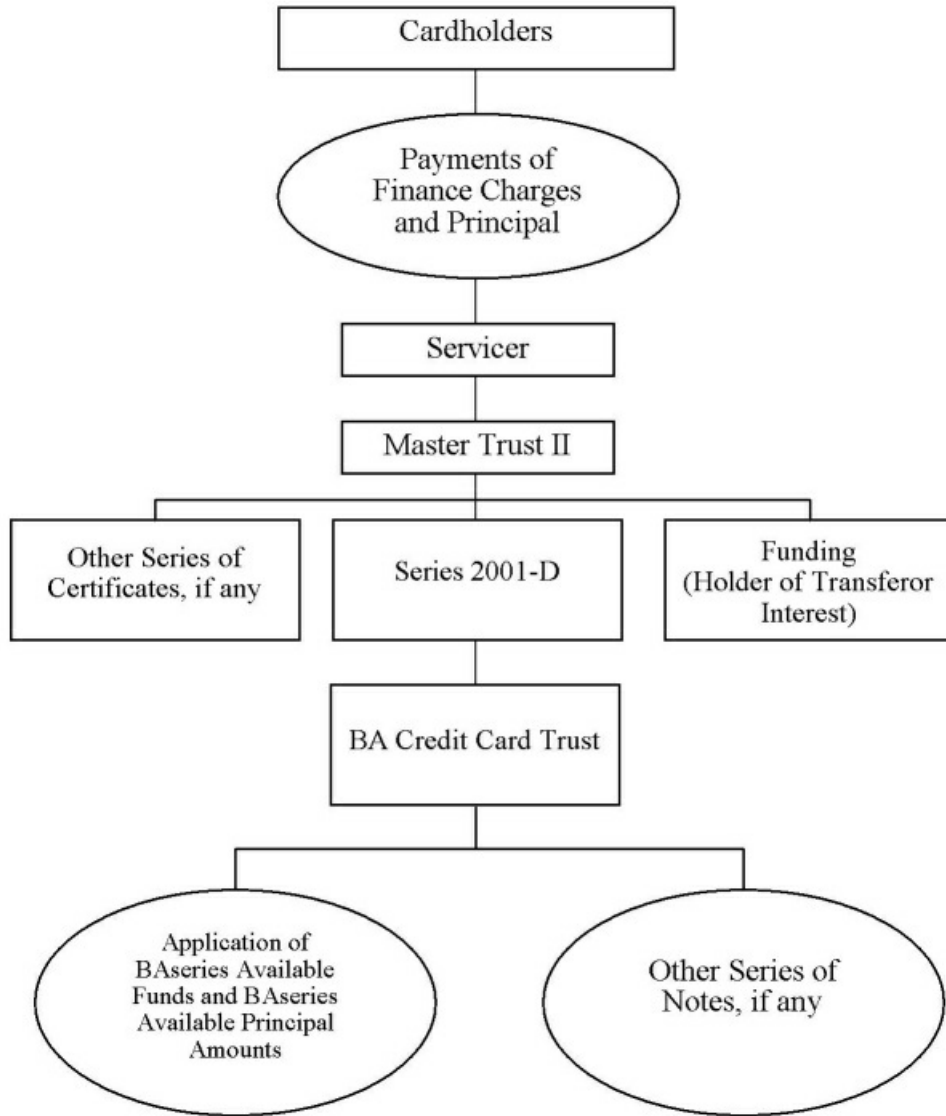 Cardholders
Payments of
Finance Charges
and Principal
Servicer
Master Trust II
Other Series of
Certificates, if any
Series 2001-D
Funding
(Holder of Transferor
Interest)
BA Credit Card Trust
Application of
BAseries Available
Funds and BAseries
Available Principal
Amounts
Other Series of
Notes, if any